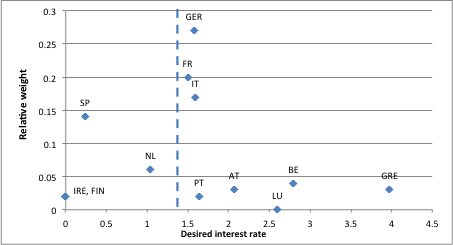 0.3
GER
0.25
FR
0.2
IT
SP
0.15
0.1
NL
0.05
AT
BE
GRE
IRE, FIN
PT
LU
0
0 0.5 1 1.5 2 2.5 3 3.5 4 4.5
Relative weight
Desired interest rate